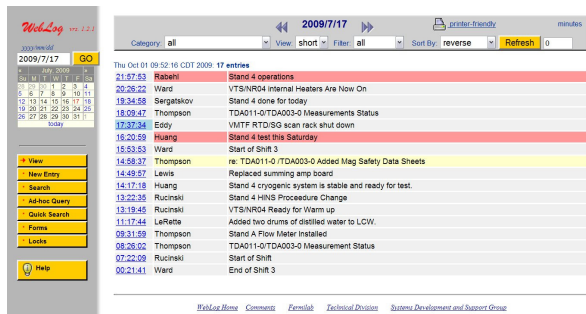 WebLog ver. 2.2.1
2009/7/17
printer-friendly
minutes
Category: all View: short Filter: all Sort By: reverse Refresh 0
yyyy/mm/dd
2009/7/17 GO
« July, 2009 »
Su M T W T F Sa
28 29 30 1 2 3 4
5 6 7 8 9 10 11
12 13 14 15 16 17 18
19 20 21 22 23 24 25
26 27 28 29 30 31 1
today
View
New Entry
Search
Ad-hoc Query
Quick Search
Forms
Locks
Help
Thu Oct 01 09:52:16 CDT 2009: 17 entries
21:57:53 Rabehl Stand 4 operations
20:26:22 Ward VTS/NR04 internal Heaters Are Now On
19:34:58 Sergatskov Stand 4 done for today
18:09:47 Thompson TDA011-0/TDA003-0 Measurements Status
17:37:34 Eddy VMTF RTD/SG scan rack shut down
16:20:59 Huang Stand 4 test this Saturday
15:53:53 Ward Start of Shift 3
14:58:37 Thompson re: TDA011-0 /TDA003-0 Added Mag Safety Data Sheets
14:49:57 Lewis Replaced summing amp board
14:17:18 Huang Stand 4 cryogenic system is stable and ready for test.
13:22:35 Rucinski Stand 4 HINS Proceedure Change
13:19:45 Rucinski VTS/NR04 Ready for Warm up
11:17:44 LeRette Added two drums of distilled water to LCW.
09:31:59 Thompson Stand A Flow Meter Installed
08:26:02 Thompson TDA011-0/TDA003-0 Measurement Status
07:22:09 Rucinski Start of Shift
00:21:41 Ward End of Shift 3
WebLog Home Comments Fermilab Technical Division Systems Development and Support Group